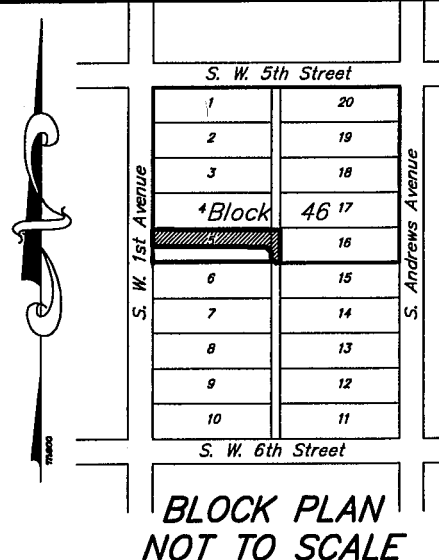 S. W. 5th Street
1 20
2 19
3 18
4 Block 46 17
5 16
6 15
7 14
8 13
9 12
10 11
S. W. 6th Street
S. W. 1st Avenue
S. Andrews Avenue
BLOCK PLAN
NOT TO SCALE